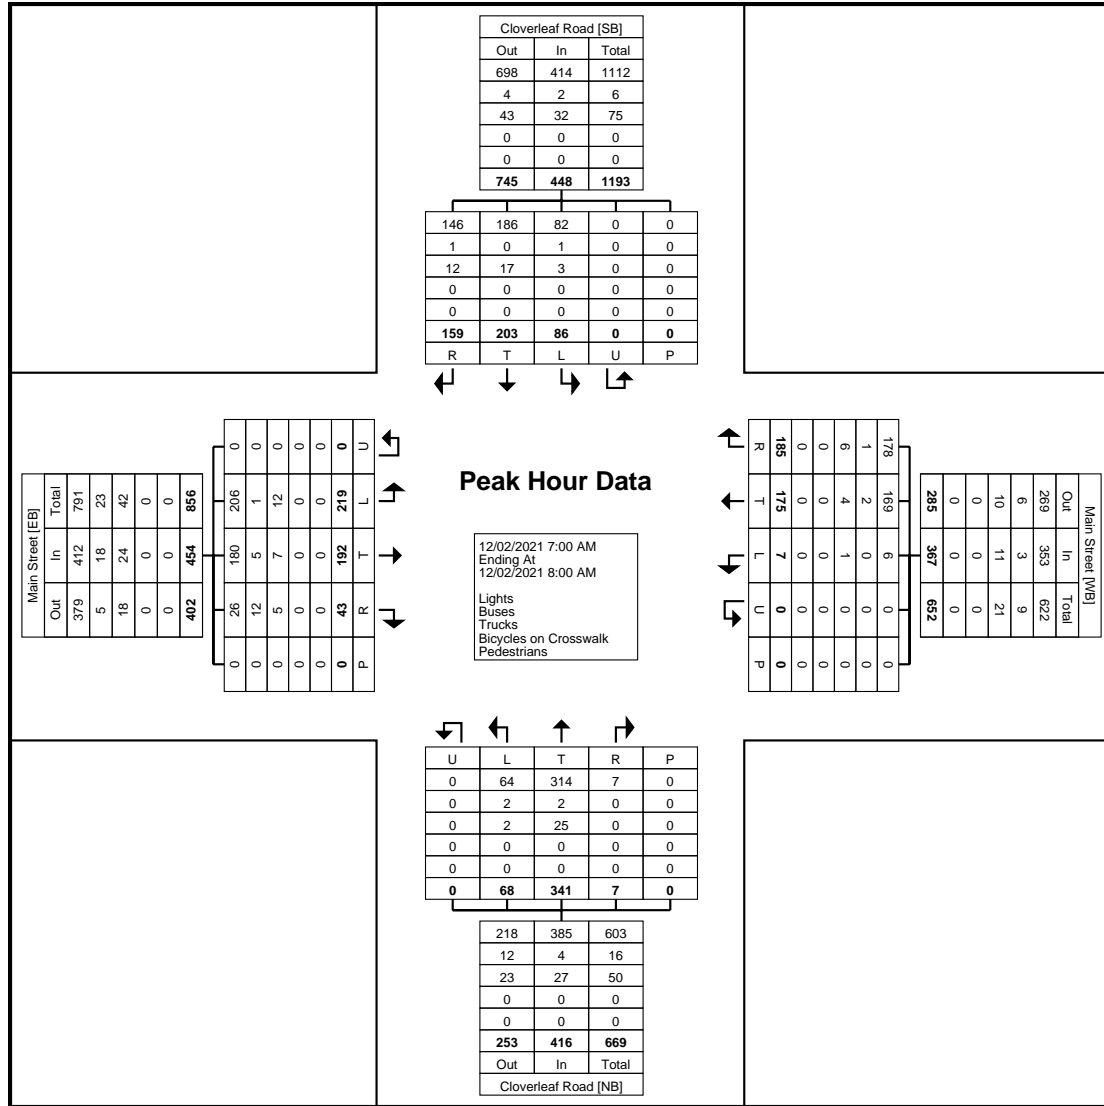 Cloverleaf Road [SB]
Out In Total
698 414 1112
4 2 6
43 32 75
0 0 0
0 0 0
745 448 1193
146 186 82 0 0
1 0 1 0 0
12 17 3 0 0
0 0 0 0 0
0 0 0 0 0
159 203 86 0 0
R T L U P
Main Street [EB]
Total In Out
791 412 379
23 18 5
42 24 18
0 0 0
0 0 0
856 454 402
0 206 180 26 0
0 1 5 12 0
0 12 7 5 0
0 0 0 0 0
0 0 0 0 0
0 219 192 43 0
U L T R P
Peak Hour Data
12/02/2021 7:00 AM
Ending At
12/02/2021 8:00 AM
Lights
Buses
Trucks
Bicycles on Crosswalk
Pedestrians
Main Street [WB]
Out In Total
269 353 622
6 3 9
10 11 21
0 0 0
0 0 0
285 367 652
178 169 6 0 0
1 2 0 0 0
6 4 1 0 0
0 0 0 0 0
0 0 0 0 0
185 175 7 0 0
R T L U P
U L T R P
0 64 314 7 0
0 2 2 0 0
0 2 25 0 0
0 0 0 0 0
0 0 0 0 0
0 68 341 7 0
218 385 603
12 4 16
23 27 50
0 0 0
0 0 0
253 416 669
Out In Total
Cloverleaf Road [NB]